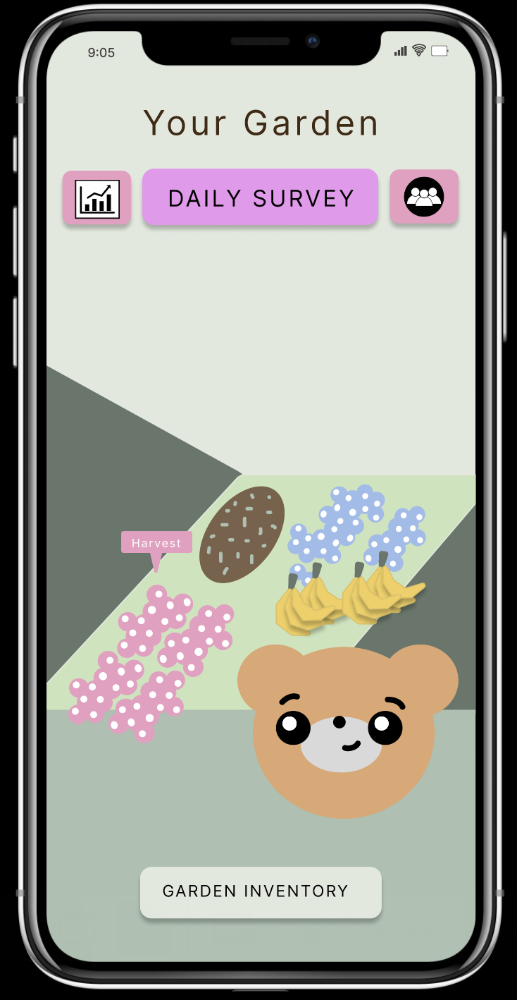 9:05
Your Garden
DAILY SURVEY
Harvest
GARDEN INVENTORY